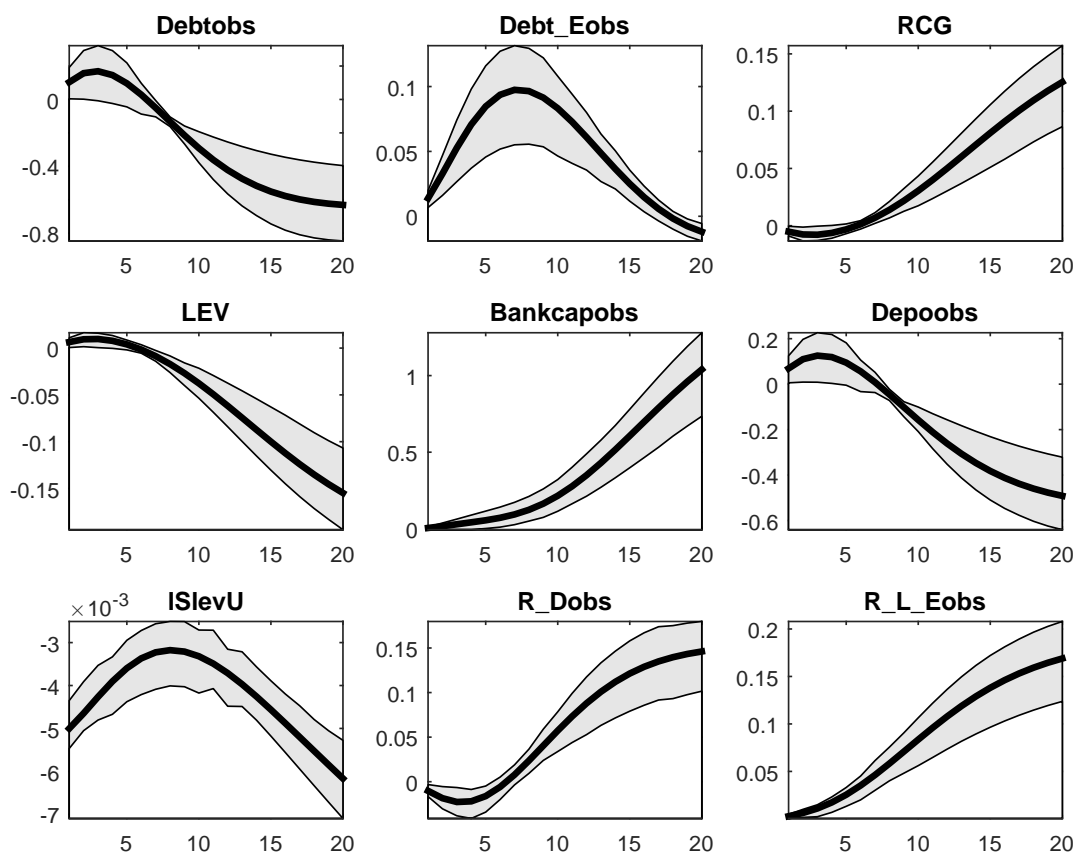 Debtobs Debt_Eobs RCG
0 0.1 0.15
-0.4 0.05 0.1
-0.8 0 0.05
0
5 10 15 20 5 10 15 20 5 10 15 20
LEV Bankcapobs Depoobs
0 1 0.2
-0.05 0.5 0
-0.1 0 -0.2
-0.15 -0.4
-0.6
5 10 15 20 5 10 15 20 5 10 15 20
ISlevU R_Dobs R_L_Eobs
×10-3
-3 0.15 0.2
-4 0.1 0.15
-5 0.05 0.1
-6 0 0.05
-7
5 10 15 20 5 10 15 20 5 10 15 20